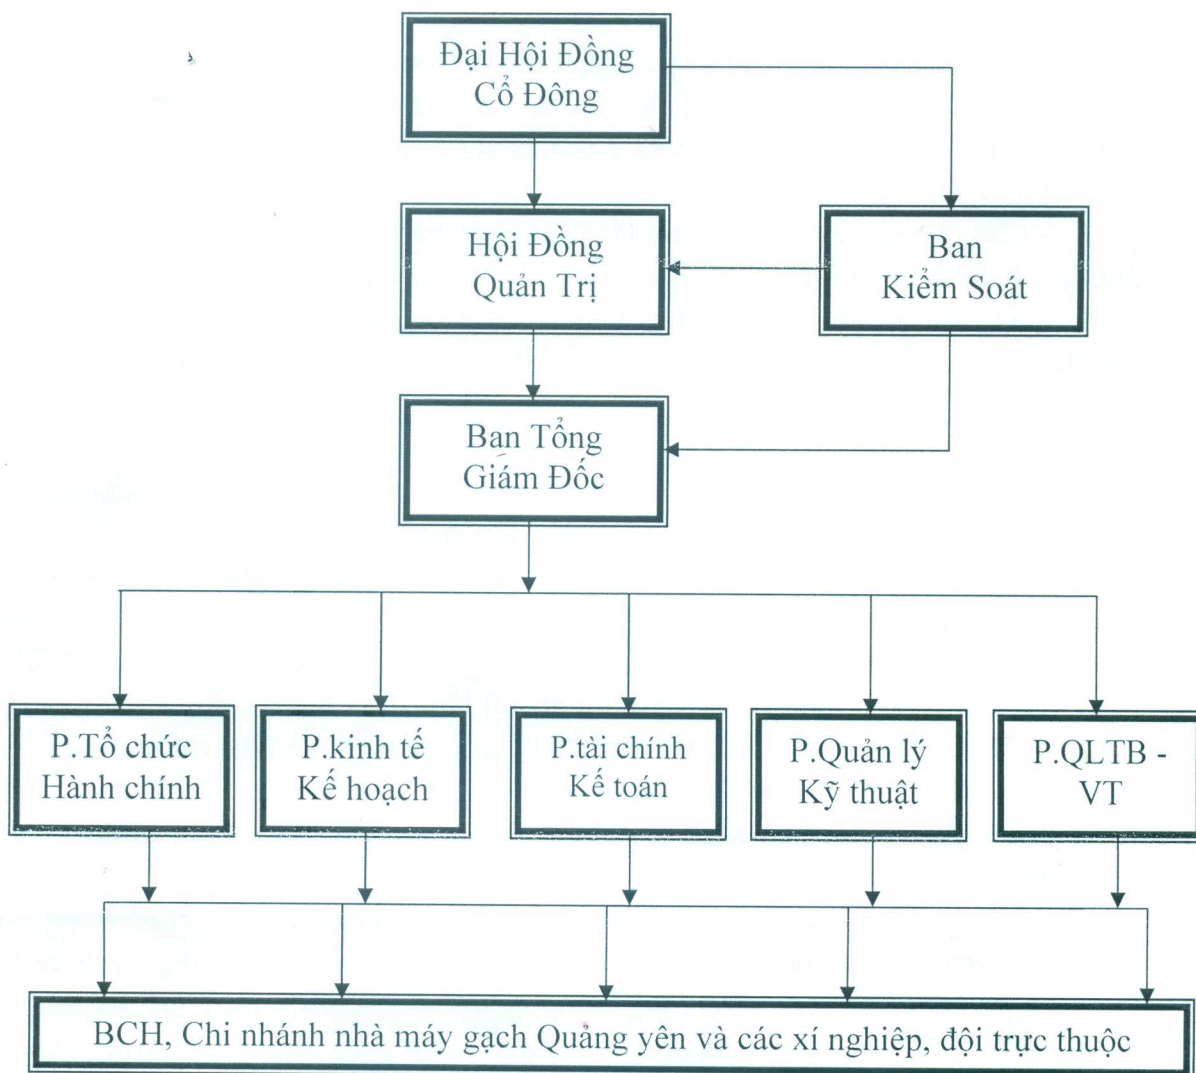 Đại Hội Đồng
Cổ Đông
Hội Đồng
Quản Trị
Ban
Kiểm Soát
Ban Tổng
Giám Đốc
P.Tổ chức
Hành chính
P.kinh tế
Kế hoạch
P.tài chính
Kế toán
P.Quản lý
Kỹ thuật
P.QLTB -
VT
BCH, Chi nhánh nhà máy gạch Quảng yên và các xí nghiệp, đội trực thuộc